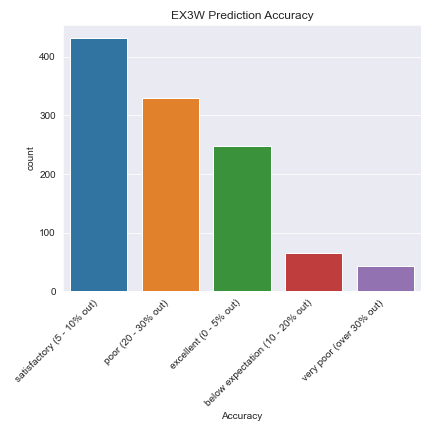 EX3W Prediction Accuracy
400
300
200
100
0
count
satisfactory (5 - 10% out)
poor (20 - 30% out)
excellent (0 - 5% out)
below expectation (10 - 20% out)
very poor (over 30% out)
Accuracy